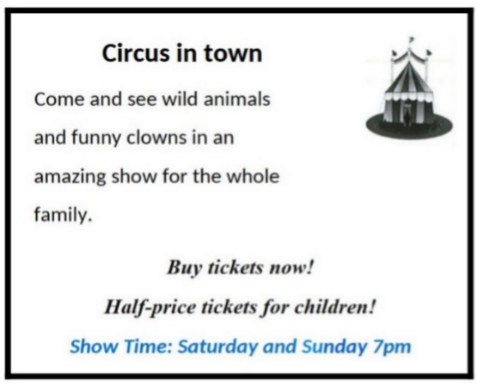 Circus in town
Come and see wild animals
and funny clowns in an
amazing show for the whole
family.
Buy tickets now!
Half-price tickets for children!
Show Time: Saturday and Sunday 7pm